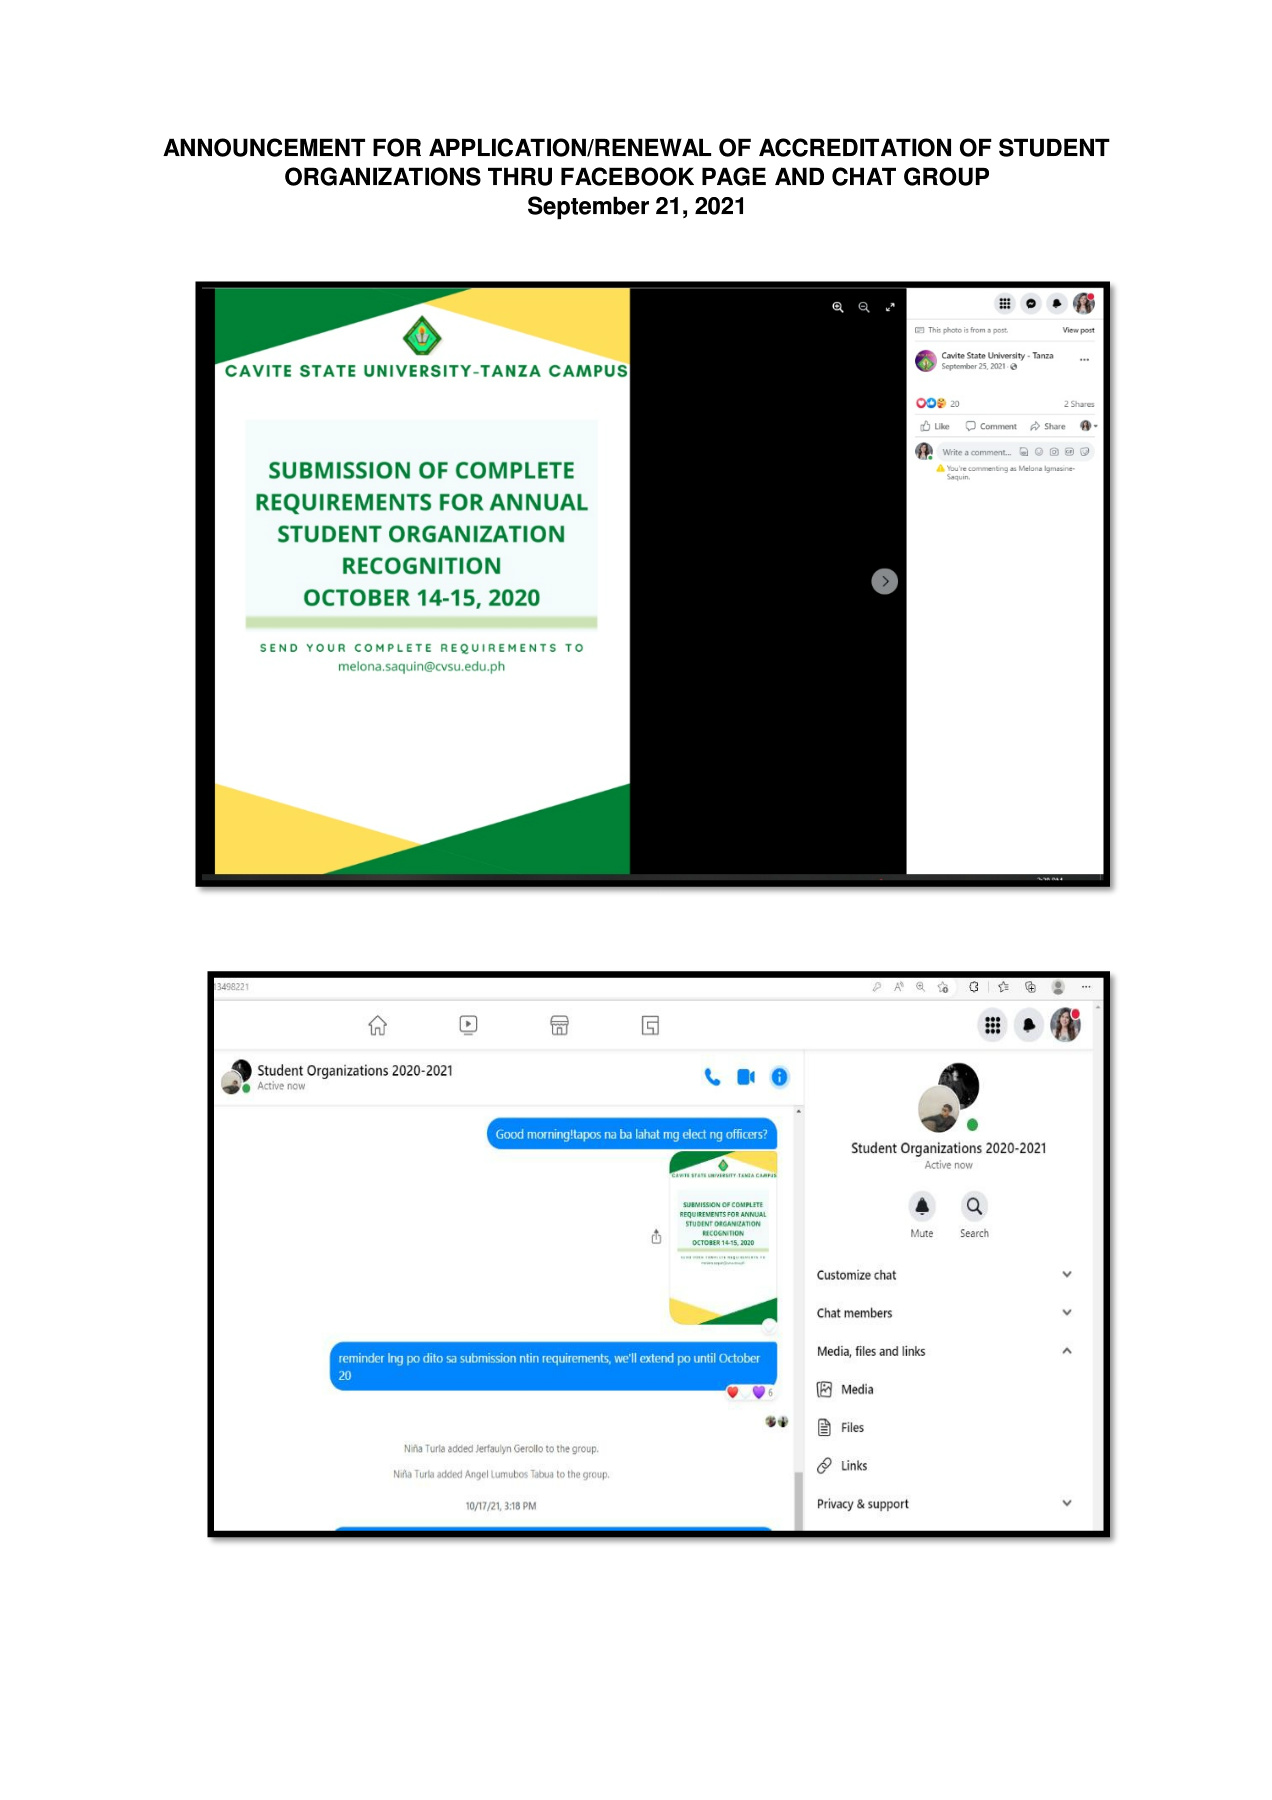 ANNOUNCEMENT FOR APPLICATION/RENEWAL OF ACCREDITATION OF STUDENT
ORGANIZATIONS THRU FACEBOOK PAGE AND CHAT GROUP
September 21, 2021
CAVITE STATE UNIVERSITY-TANZA CAMPUS
SUBMISSION OF COMPLETE
REQUIREMENTS FOR ANNUAL
STUDENT ORGANIZATION
RECOGNITION
OCTOBER 14-15, 2020
SEND YOUR COMPLETE REQUIREMENTS TO
melona.saquin@cvsu.edu.ph
This photo is from a post.
View post
Cavite State University - Tanza
September 25, 2021
20
2 Shares
Like
Comment
Share
Write a comment...
You're commenting as Melona Igmasine-
Saquin.
13498221
Student Organizations 2020-2021
Active now
Good morning!tapos na ba lahat mg elect ng officers?
CAVITE STATE UNIVERSITY-TANZA CAMPUS
SUBMISSION OF COMPLETE
REQUIREMENTS FOR ANNUAL
STUDENT ORGANIZATION
RECOGNITION
OCTOBER 14-15, 2020
reminder lng po dito sa submission ntin requirements, we'll extend po until October
20
6
Niña Turla added Jerfaulyn Gerollo to the group.
Niña Turla added Angel Lumubos Tabua to the group.
10/17/21, 3:18 PM
Student Organizations 2020-2021
Active now
Mute
Search
Customize chat
Chat members
Media, files and links
Media
Files
Links
Privacy & support